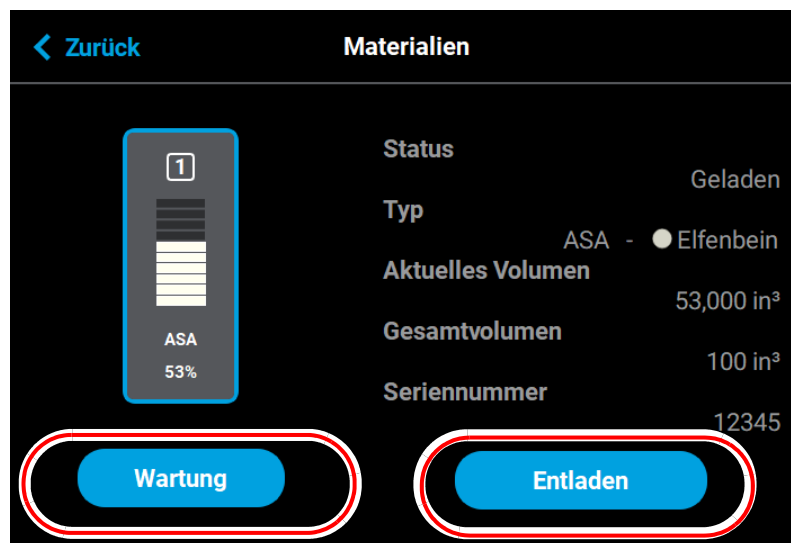 Zurück
Materialien
1
ASA
53%
Status
Geladen
Typ
ASA - Elfenbein
Aktuelles Volumen
53,000 in³
Gesamtvolumen
100 in³
Seriennummer
12345
Wartung
Entladen